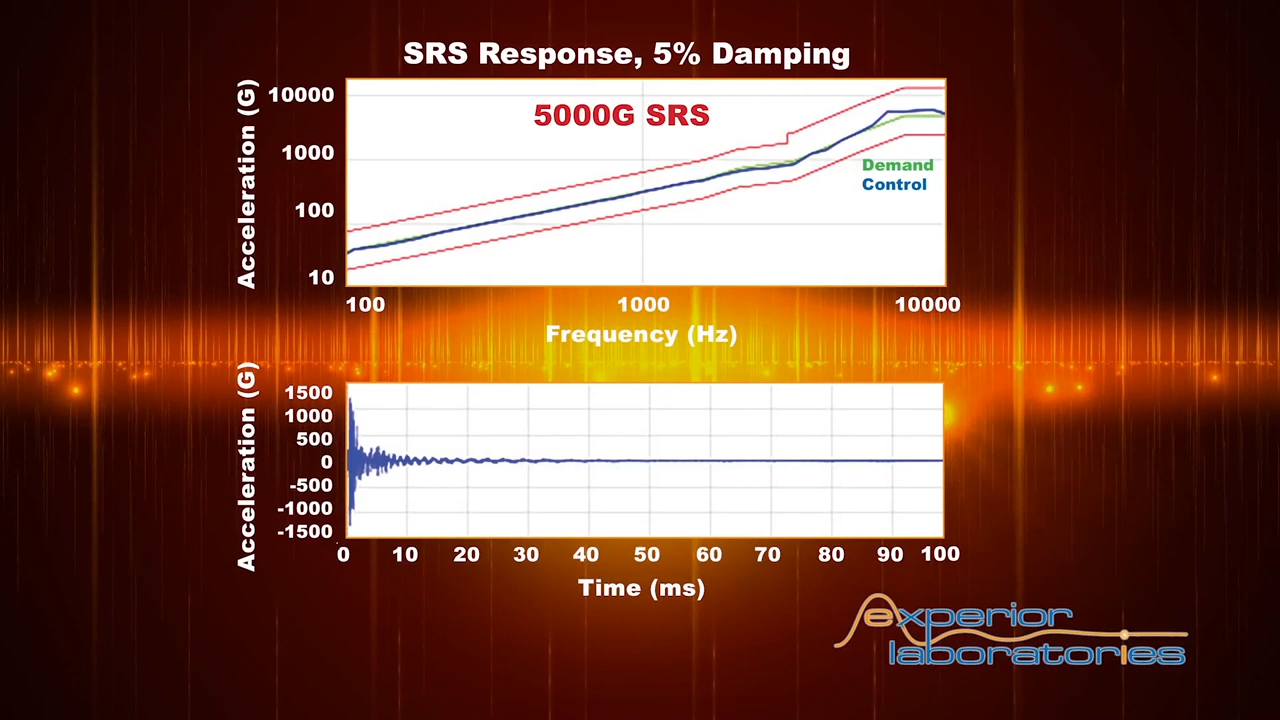 SRS Response, 5% Damping
Acceleration (G)
10000
1000
100
10
5000G SRS
Demand
Control
100 1000 10000
Frequency (Hz)
Acceleration (G)
1500
1000
500
0
-500
-1000
-1500
0 10 20 30 40 50 60 70 80 90 100
Time (ms)
experior
laboratories